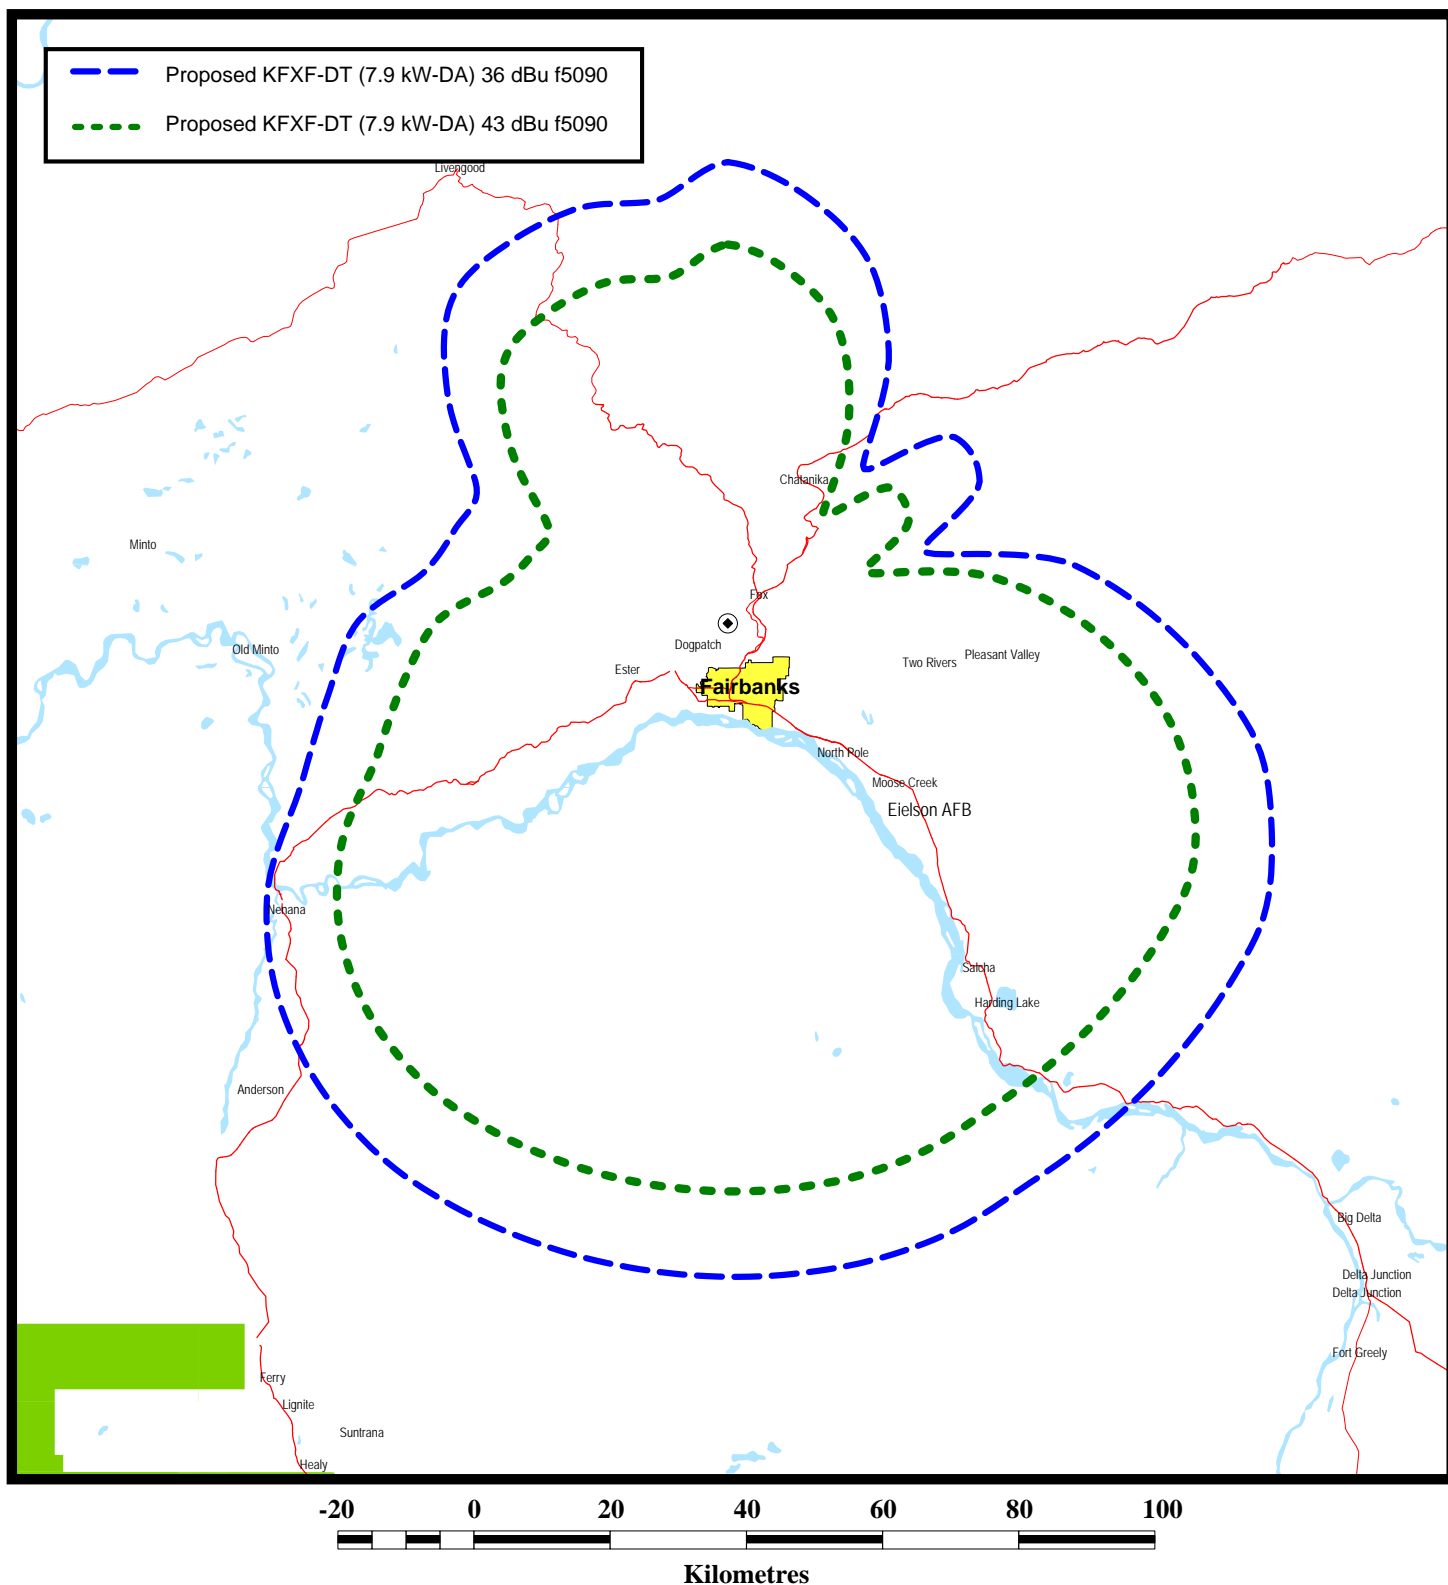 Proposed KFXF-DT (7.9 kW-DA) 36 dBu f5090
Proposed KFXF-DT (7.9 kW-DA) 43 dBu f5090
Livengood
Chatanika
Minto
Fox
Old Minto
Dogpatch
Ester
Two Rivers
Pleasant Valley
Fairbanks
North Pole
Moose Creek
Eielson AFB
Nenana
Salcha
Harding Lake
Anderson
Big Delta
Delta Junction
Delta Junction
Fort Greely
Ferry
Lignite
Suntrana
Healy
-20 0 20 40 60 80 100
Kilometres